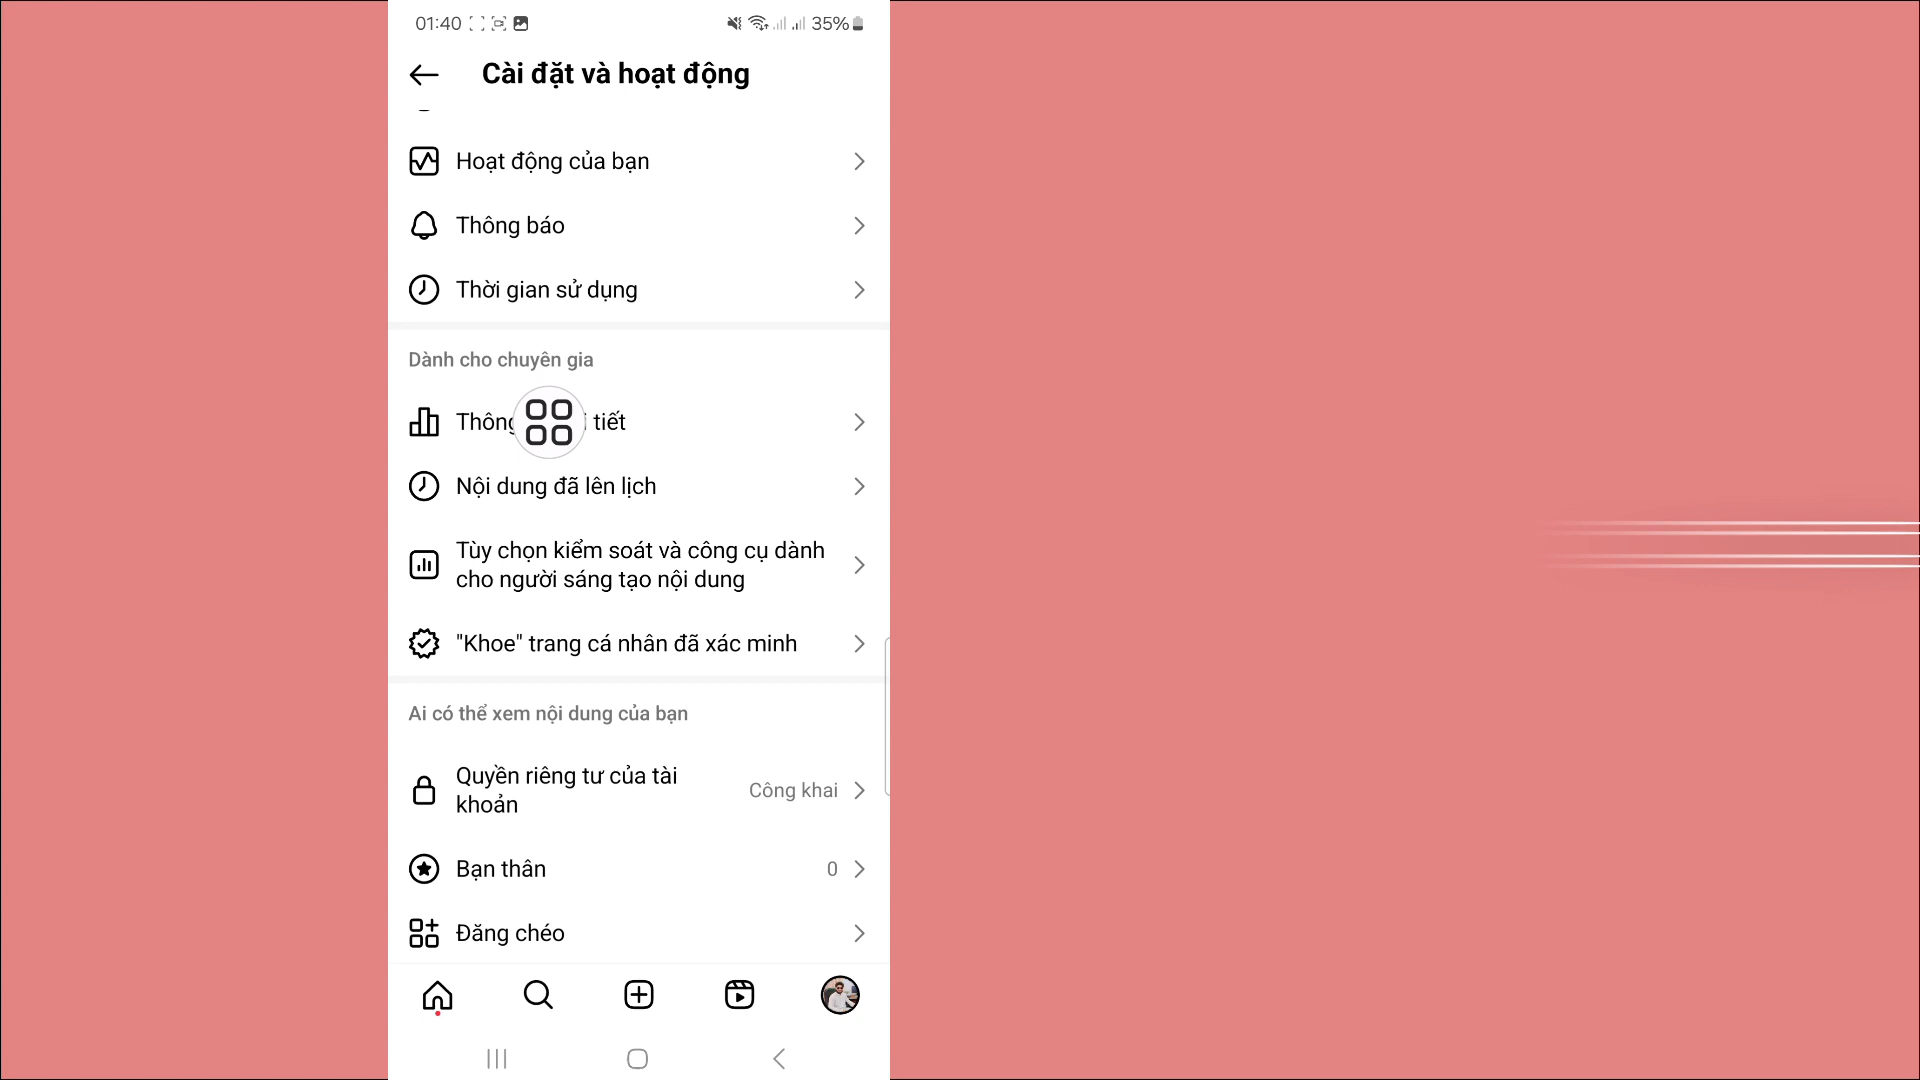 01:40
35%
Cài đặt và hoạt động
Hoạt động của bạn
Thông báo
Thời gian sử dụng
Dành cho chuyên gia
Thông tiết
Nội dung đã lên lịch
Tùy chọn kiểm soát và công cụ dành
cho người sáng tạo nội dung
"Khoe" trang cá nhân đã xác minh
Ai có thể xem nội dung của bạn
Quyền riêng tư của tài
khoản
Công khai
Bạn thân
0
Đăng chéo